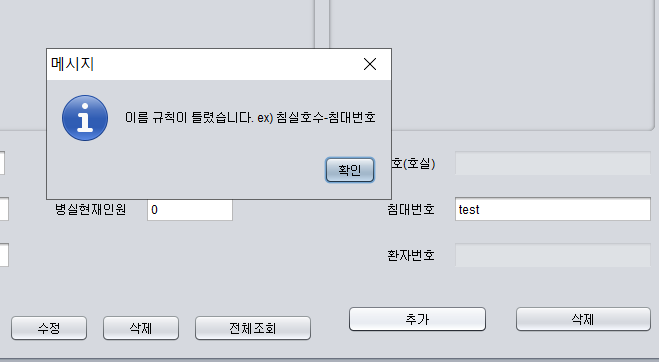 메시지
이름 규칙이 틀렸습니다. ex) 침실호수-침대번호
확인
호(호실)
병실현재인원 0
침대번호 test
환자번호
수정 삭제 전체조회 추가 삭제